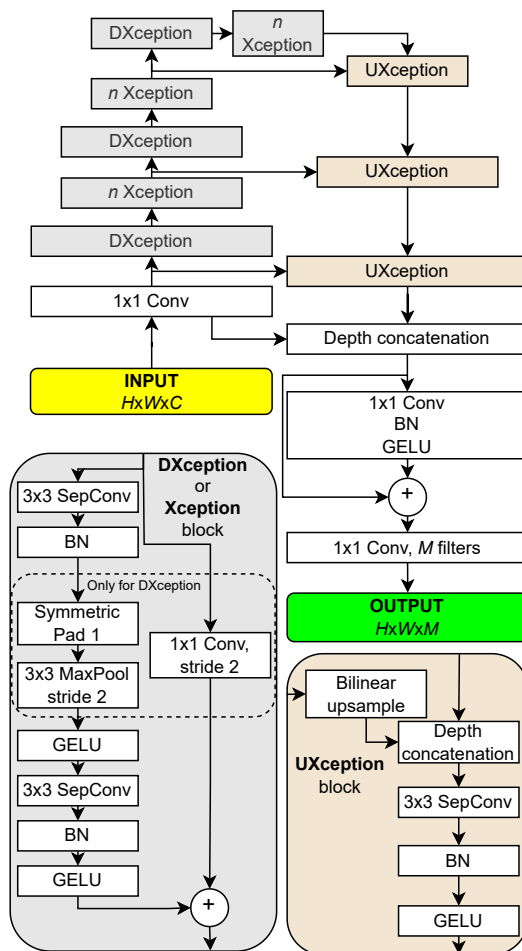 DXception
n
Xception
UXception
n Xception
DXception
UXception
n Xception
DXception
UXception
1x1 Conv
Depth concatenation
INPUT
HxWxC
1x1 Conv
BN
GELU
+
1x1 Conv, M filters
OUTPUT
HxWxM
DXception
or
Xception
block
3x3 SepConv
BN
Only for DXception
Symmetric
Pad 1
1x1 Conv,
stride 2
3x3 MaxPool
stride 2
GELU
3x3 SepConv
BN
GELU
+
Bilinear
upsample
Depth
concatenation
UXception
block
3x3 SepConv
BN
GELU